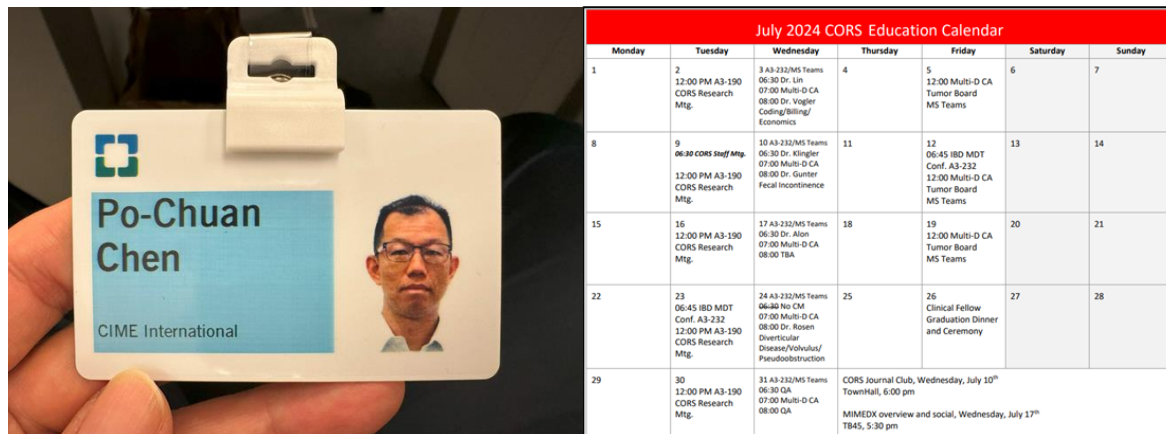 Po-Chuan
Chen
CIME International
July 2024 CORS Education Calendar
Monday Tuesday Wednesday Thursday Friday Saturday Sunday
1
2
12:00 PM A3-190
CORS Research
Mtg.
3 A3-232/MS Teams
06:30 Dr. Lin
07:00 Multi-D CA
08:00 Dr. Vogler
Coding/Billing/
Economics
4
5
12:00 Multi-D CA
Tumor Board
MS Teams
6
7
8
9
06:30 CORS Staff Mtg.
12:00 PM A3-190
CORS Research
Mtg.
10 A3-232/MS Teams
06:30 Dr. Klingler
07:00 Multi-D CA
08:00 Dr. Gunter
Fecal Incontinence
11
12
06:45 IBD MDT
Conf. A3-232
12:00 Multi-D CA
Tumor Board
MS Teams
13
14
15
16
12:00 PM A3-190
CORS Research
Mtg.
17 A3-232/MS Teams
06:30 Dr. Alon
07:00 Multi-D CA
08:00 TBA
18
19
12:00 Multi-D CA
Tumor Board
MS Teams
20
21
22
23
06:45 IBD MDT
Conf. A3-232
12:00 PM A3-190
CORS Research
Mtg.
24 A3-232/MS Teams
06:30 No CM
07:00 Multi-D CA
08:00 Dr. Rosen
Diverticular
Disease/Volvulus/
Pseudoobstruction
25
26
Clinical Fellow
Graduation Dinner
and Ceremony
27
28
29
30
12:00 PM A3-190
CORS Research
Mtg.
31 A3-232/MS Teams
06:30 QA
07:00 Multi-D CA
08:00 QA
CORS Journal Club, Wednesday, July 10th
TownHall, 6:00 pm
MIMEDX overview and social, Wednesday, July 17th
TB45, 5:30 pm